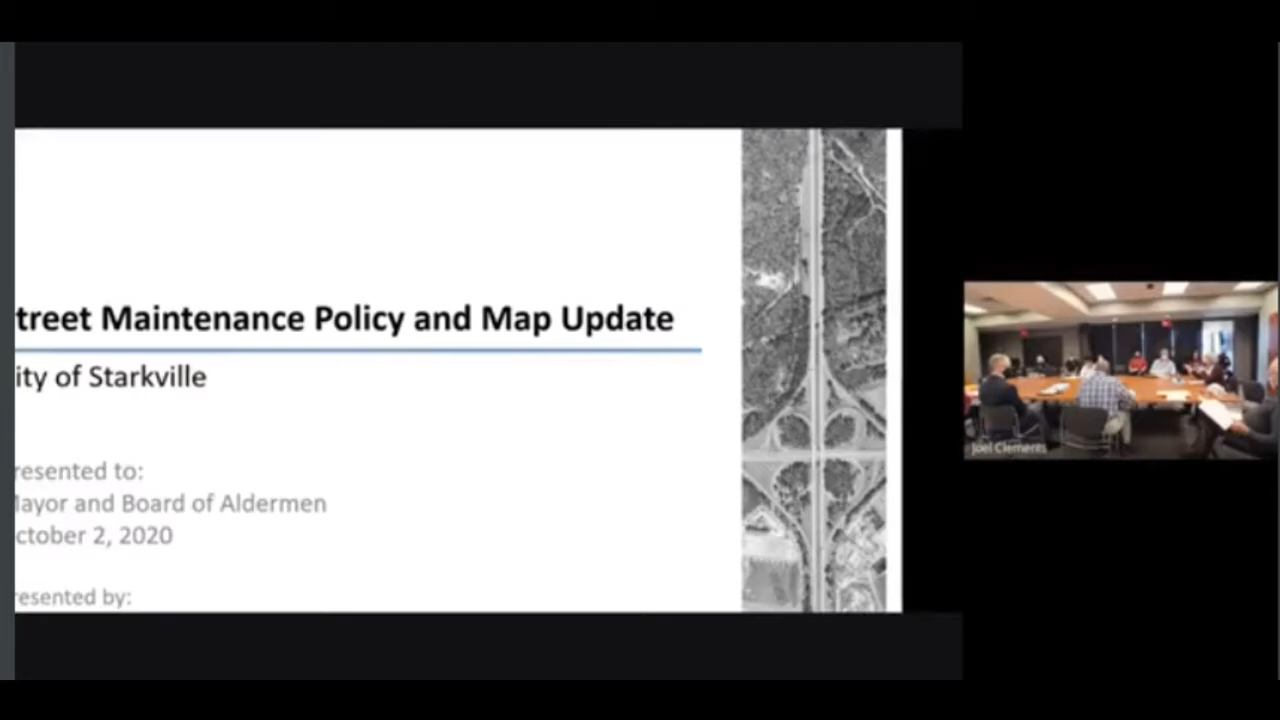 treet Maintenance Policy and Map Update
ity of Starkville
resented to:
Mayor and Board of Aldermen
ctober 2, 2020
resented by:
Joel Clements